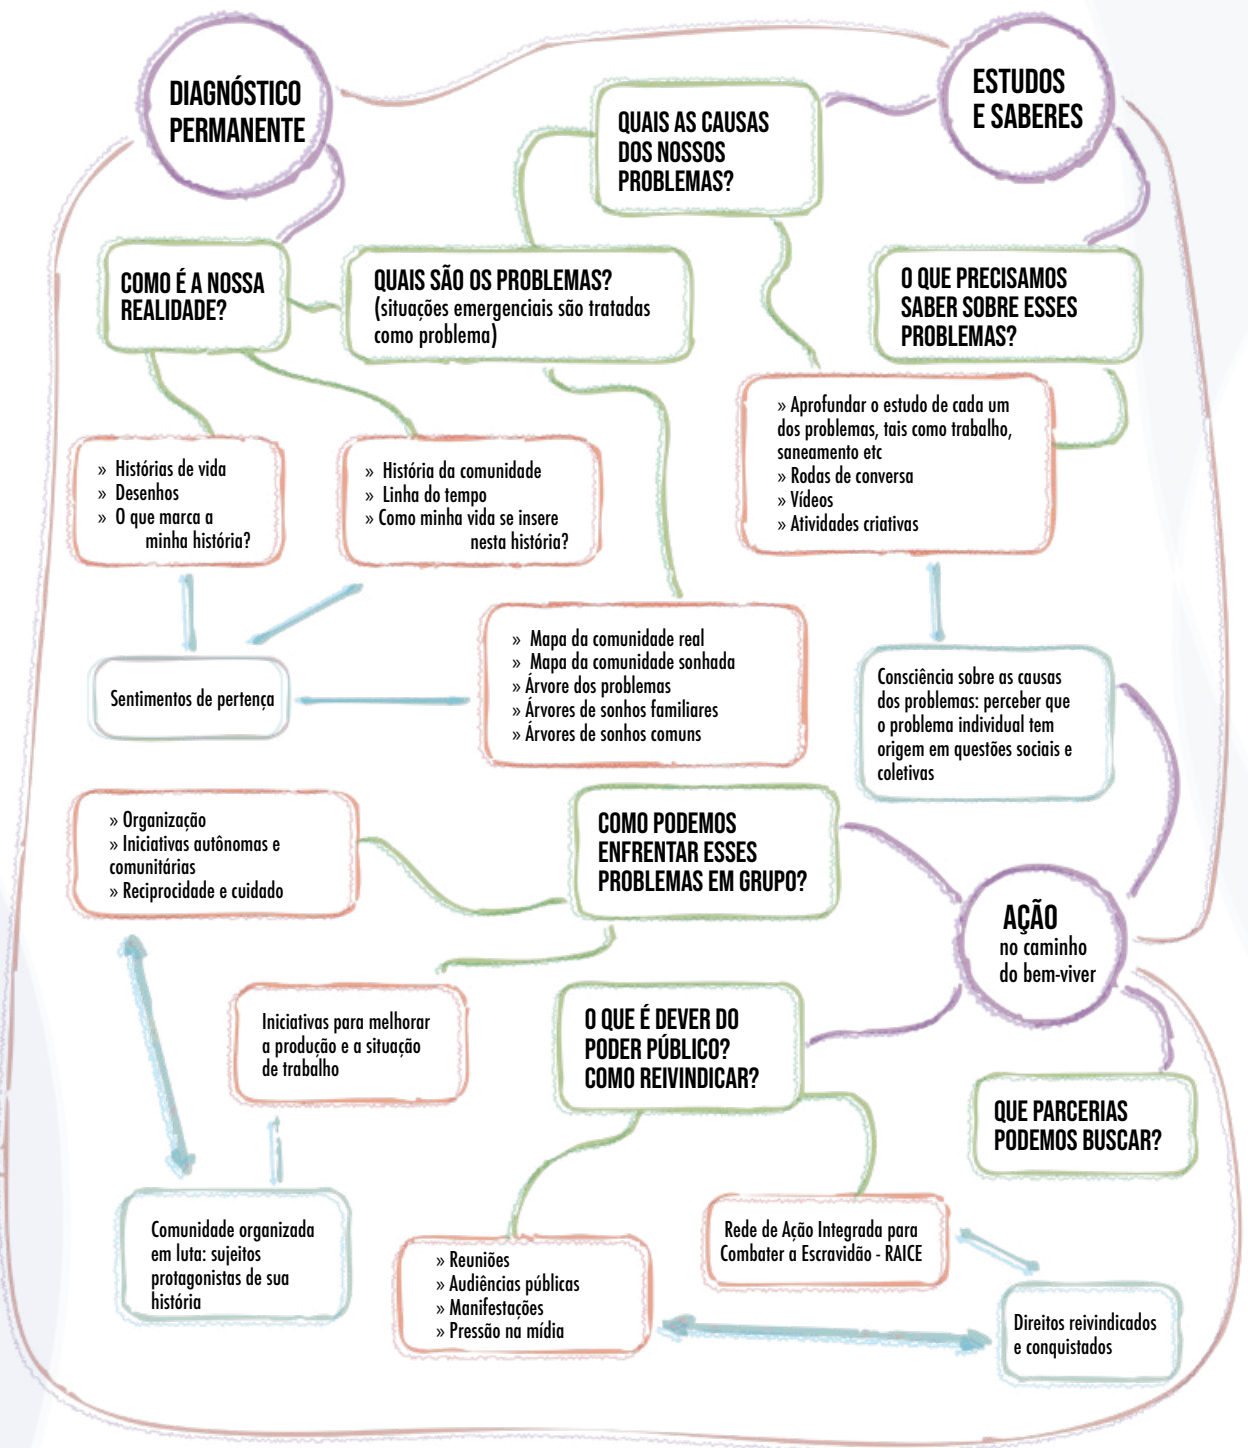 DIAGNÓSTICO
PERMANENTE
ESTUDOS
E SABERES
QUAIS AS CAUSAS
DOS NOSSOS
PROBLEMAS?
COMO É A NOSSA
REALIDADE?
QUAIS SÃO OS PROBLEMAS?
(situações emergenciais são tratadas
como problema)
O QUE PRECISAMOS
SABER SOBRE ESSES
PROBLEMAS?
» Histórias de vida
» Desenhos
» O que marca a
minha história?
» História da comunidade
» Linha do tempo
» Como minha vida se insere
nesta história?
» Aprofundar o estudo de cada um
dos problemas, tais como trabalho,
saneamento etc
» Rodas de conversa
» Vídeos
» Atividades criativas
Sentimentos de pertença
» Mapa da comunidade real
» Mapa da comunidade sonhada
» Árvore dos problemas
» Árvores de sonhos familiares
» Árvores de sonhos comuns
Consciência sobre as causas
dos problemas: perceber que
o problema individual tem
origem em questões sociais e
coletivas
» Organização
» Iniciativas autônomas e
comunitárias
» Reciprocidade e cuidado
COMO PODEMOS
ENFRENTAR ESSES
PROBLEMAS EM GRUPO?
AÇÃO
no caminho
do bem-viver
Iniciativas para melhorar
a produção e a situação
de trabalho
O QUE É DEVER DO
PODER PÚBLICO?
COMO REIVINDICAR?
QUE PARCERIAS
PODEMOS BUSCAR?
Comunidade organizada
em luta: sujeitos
protagonistas de sua
história
» Reuniões
» Audiências públicas
» Manifestações
» Pressão na mídia
Rede de Ação Integrada para
Combater a Escravidão - RAICE
Direitos reivindicados
e conquistados